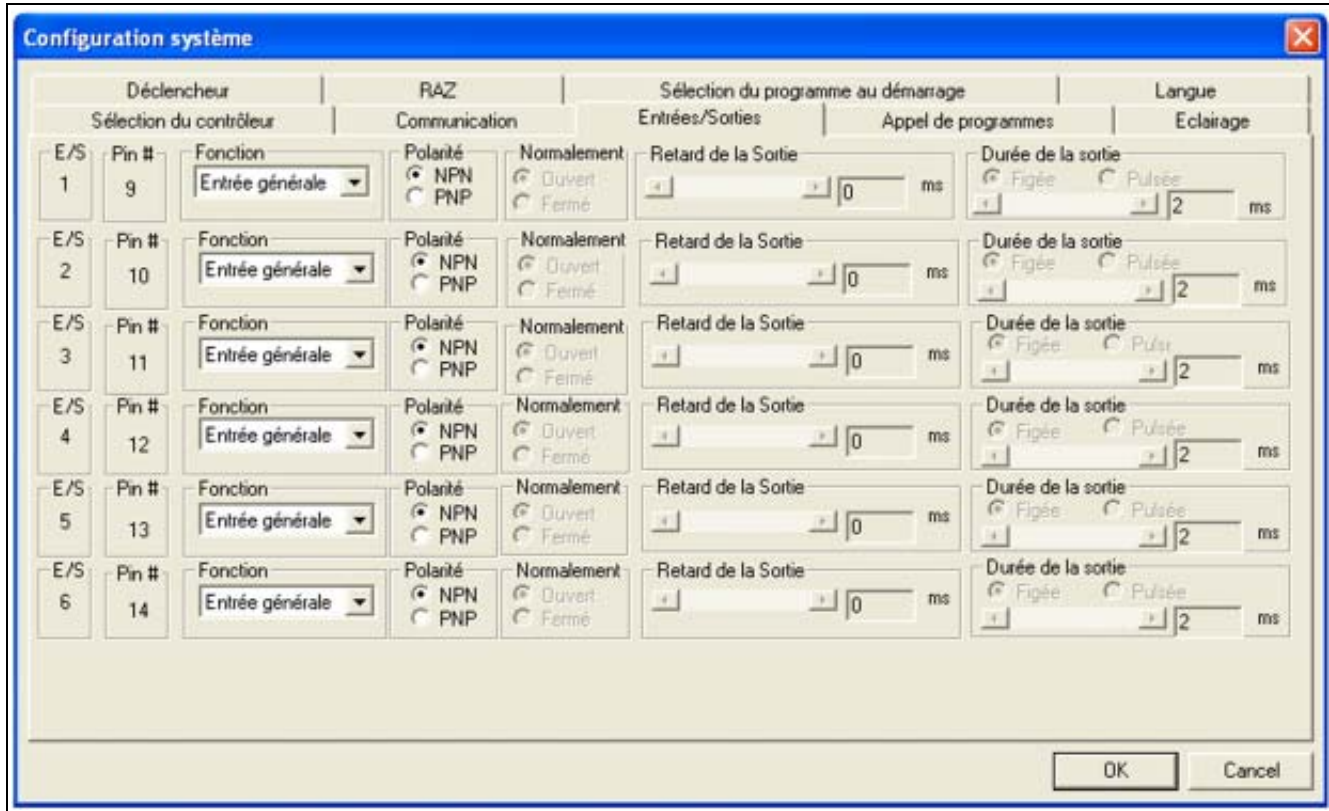 Configuration système
Déclencheur RAZ Sélection du programme au démarrage Langue
Sélection du contrôleur Communication Entrées/Sorties Appel de programmes Eclairage
E/S Pin # Fonction Polarité Normalement Retard de la Sortie Durée de la sortie
1 9 Entrée générale NPN PNP Ouvert Fermé 0 ms Figée Pulsée 2 ms
E/S Pin # Fonction Polarité Normalement Retard de la Sortie Durée de la sortie
2 10 Entrée générale NPN PNP Ouvert Fermé 0 ms Figée Pulsée 2 ms
E/S Pin # Fonction Polarité Normalement Retard de la Sortie Durée de la sortie
3 11 Entrée générale NPN PNP Ouvert Fermé 0 ms Figée Pulsr 2 ms
E/S Pin # Fonction Polarité Normalement Retard de la Sortie Durée de la sortie
4 12 Entrée générale NPN PNP Ouvert Fermé 0 ms Figée Pulsée 2 ms
E/S Pin # Fonction Polarité Normalement Retard de la Sortie Durée de la sortie
5 13 Entrée générale NPN PNP Ouvert Fermé 0 ms Figée Pulsée 2 ms
E/S Pin # Fonction Polarité Normalement Retard de la Sortie Durée de la sortie
6 14 Entrée générale NPN PNP Ouvert Fermé 0 ms Figée Pulsée 2 ms
OK Cancel